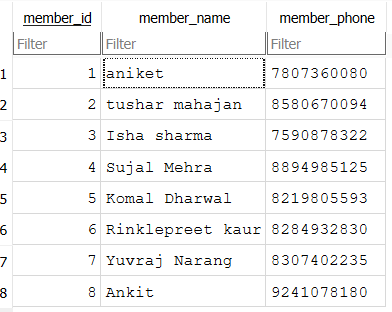 member_id member_name member_phone
Filter Filter Filter
1 1 aniket 7807360080
2 2 tushar mahajan 8580670094
3 3 Isha sharma 7590878322
4 4 Sujal Mehra 8894985125
5 5 Komal Dharwal 8219805593
6 6 Rinklepreet kaur 8284932830
7 7 Yuvraj Narang 8307402235
8 8 Ankit 9241078180